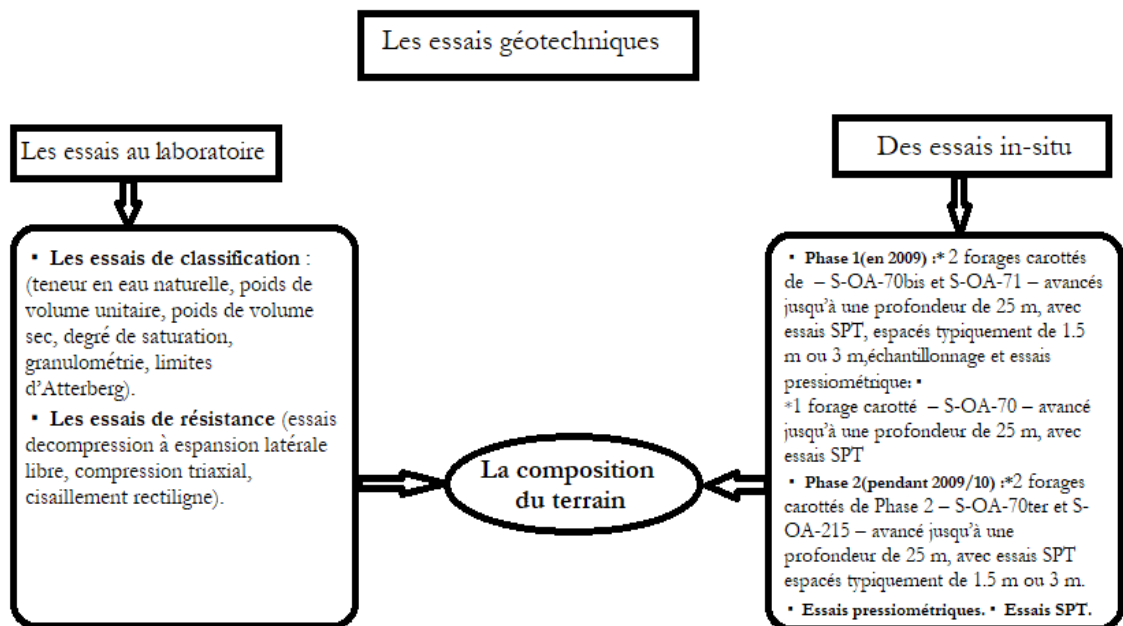 Les essais géotechniques
Les essais au laboratoire
▪ Les essais de classification :
(teneur en eau naturelle, poids de
volume unitaire, poids de volume
sec, degré de saturation,
granulométrie, limites
d'Atterberg).
▪ Les essais de résistance (essais
decompression à espansion latérale
libre, compression triaxial,
cisaillement rectiligne).
La composition
du terrain
Des essais in-situ
▪ Phase 1(en 2009) :* 2 forages carottés
de – S-OA-70bis et S-OA-71 – avancés
jusqu'à une profondeur de 25 m, avec
essais SPT, espacés typiquement de 1.5
m ou 3 m,échantillonnage et essais
pressiométrique: ▪
*1 forage carotté – S-OA-70 – avancé
jusqu'à une profondeur de 25 m, avec
essais SPT
▪ Phase 2(pendant 2009/10) :*2 forages
carottés de Phase 2 – S-OA-70ter et S-
OA-215 – avancé jusqu'à une
profondeur de 25 m, avec essais SPT
espacés typiquement de 1.5 m ou 3 m.
▪ Essais pressiométriques. ▪ Essais SPT.